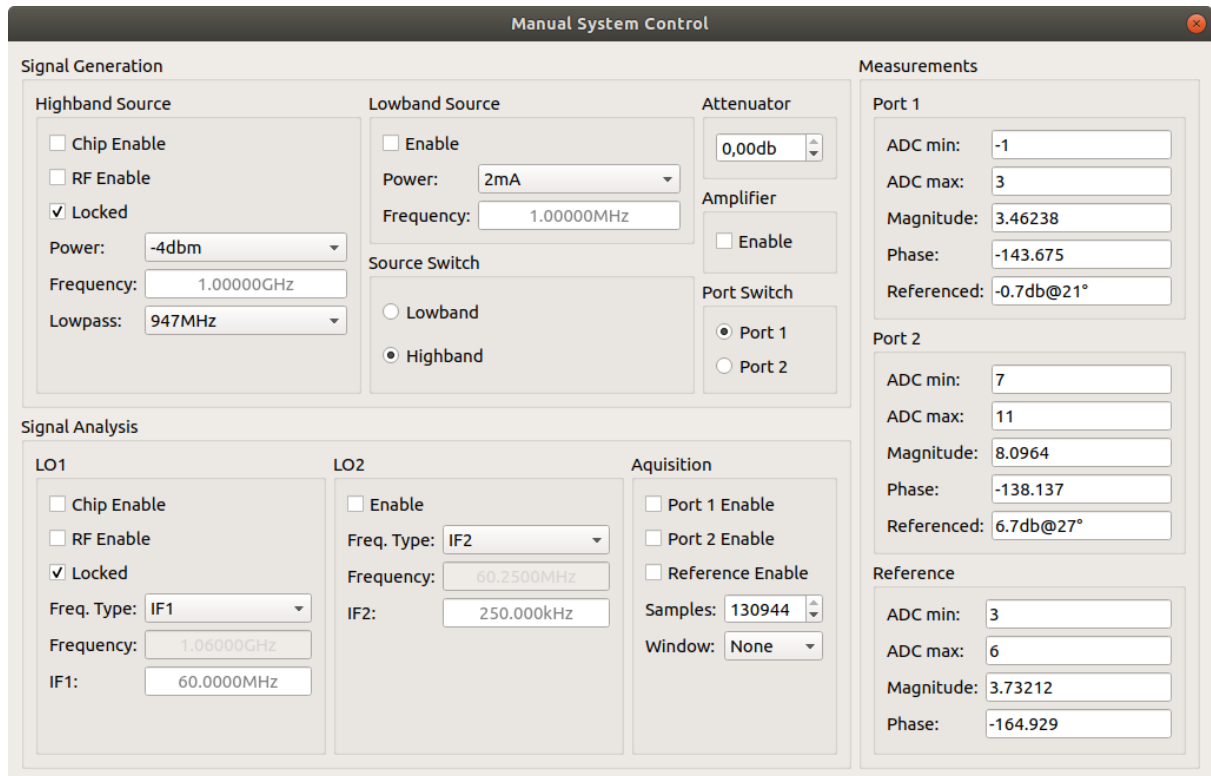 Manual System Control
Signal Generation
Highband Source
Chip Enable
RF Enable
Locked
Power: -4dbm
Frequency: 1.00000GHz
Lowpass: 947MHz
Lowband Source
Enable
Power: 2mA
Frequency: 1.00000MHz
Source Switch
Lowband
Highband
Attenuator
0,00db
Amplifier
Enable
Port Switch
Port 1
Port 2
Signal Analysis
LO1
Chip Enable
RF Enable
Locked
Freq. Type: IF1
Frequency: 1.06000GHz
IF1: 60.0000MHz
LO2
Enable
Freq. Type: IF2
Frequency: 60.2500MHz
IF2: 250.000kHz
Aquisition
Port 1 Enable
Port 2 Enable
Reference Enable
Samples: 130944
Window: None
Measurements
Port 1
ADC min: -1
ADC max: 3
Magnitude: 3.46238
Phase: -143.675
Referenced: -0.7db@21°
Port 2
ADC min: 7
ADC max: 11
Magnitude: 8.0964
Phase: -138.137
Referenced: 6.7db@27°
Reference
ADC min: 3
ADC max: 6
Magnitude: 3.73212
Phase: -164.929